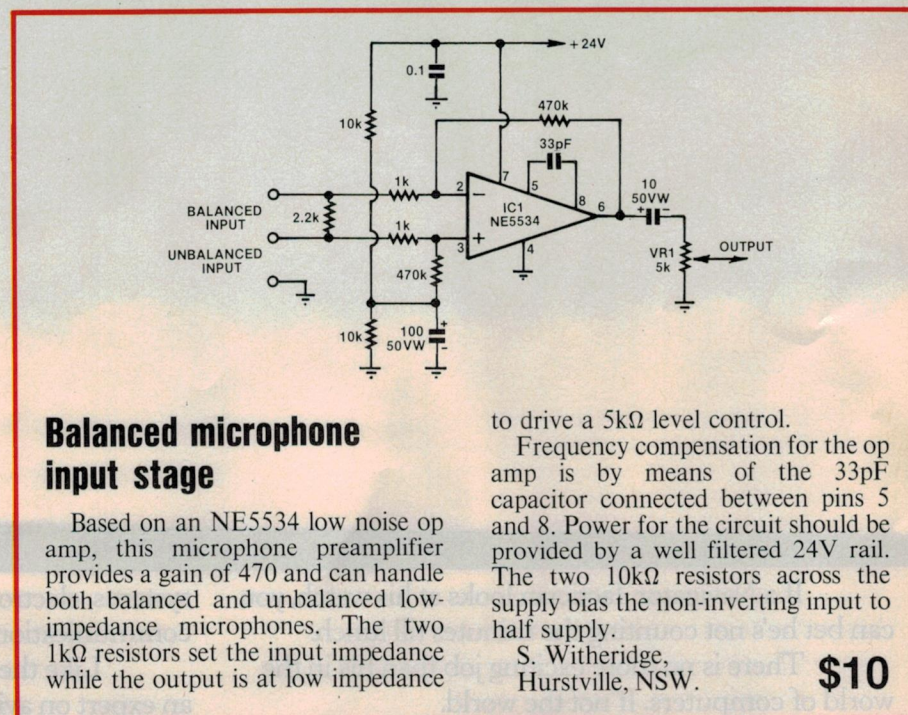 +24V
0.1
470k
10k
33pF
7
5
8
10
50VW
+
-
1k
2
-
IC1
NE5534
6
BALANCED
INPUT
2.2k
1k
3
+
4
UNBALANCED
INPUT
470k
VR1
5k
OUTPUT
10k
100
50VW
+
-
Balanced microphone
input stage
Based on an NE5534 low noise op
amp, this microphone preamplifier
provides a gain of 470 and can handle
both balanced and unbalanced low-
impedance microphones. The two
1kΩ resistors set the input impedance
while the output is at low impedance
to drive a 5kΩ level control.
Frequency compensation for the op
amp is by means of the 33pF
capacitor connected between pins 5
and 8. Power for the circuit should be
provided by a well filtered 24V rail.
The two 10kΩ resistors across the
supply bias the non-inverting input to
half supply.
S. Witheridge,
Hurstville, NSW.
$10